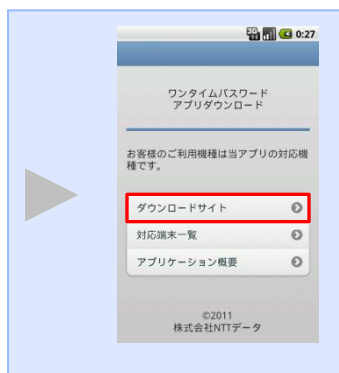 0:27
ワンタイムパスワード
アプリダウンロード
お客様のご利用機種は当アプリの対応機
種です。
ダウンロードサイト
対応端末一覧
アプリケーション概要
©2011
株式会社NTTデータ